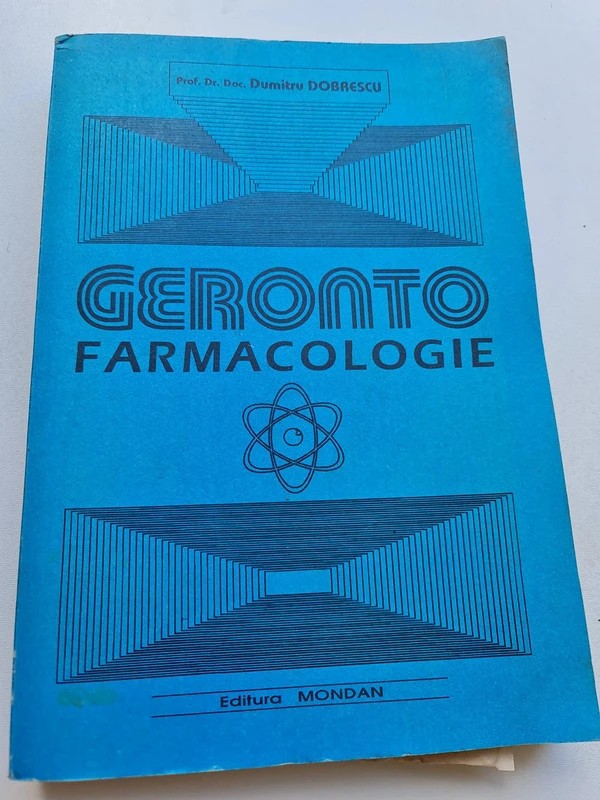 Prof. Dr. Doc. Dumitru DOBRESCU
GERONTO
FARMACOLOGIE
Editura MONDAN